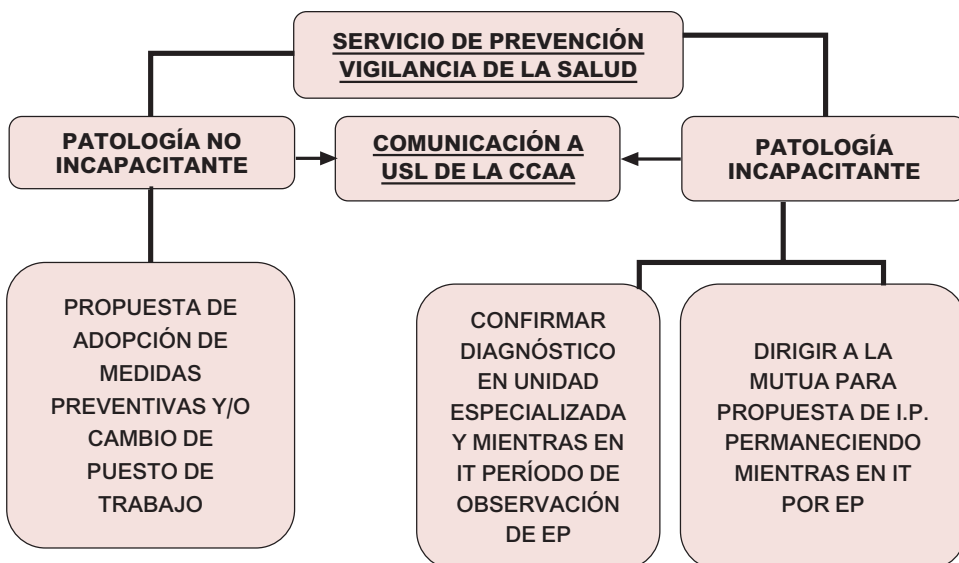 SERVICIO DE PREVENCIÓN
VIGILANCIA DE LA SALUD
PATOLOGÍA NO
INCAPACITANTE
COMUNICACIÓN A
USL DE LA CCAA
PATOLOGÍA
INCAPACITANTE
PROPUESTA DE
ADOPCIÓN DE
MEDIDAS
PREVENTIVAS Y/O
CAMBIO DE
PUESTO DE
TRABAJO
CONFIRMAR
DIAGNÓSTICO
EN UNIDAD
ESPECIALIZADA
Y MIENTRAS EN
IT PERÍODO DE
OBSERVACIÓN
DE EP
DIRIGIR A LA
MUTUA PARA
PROPUESTA DE I.P.
PERMANECIENDO
MIENTRAS EN IT
POR EP